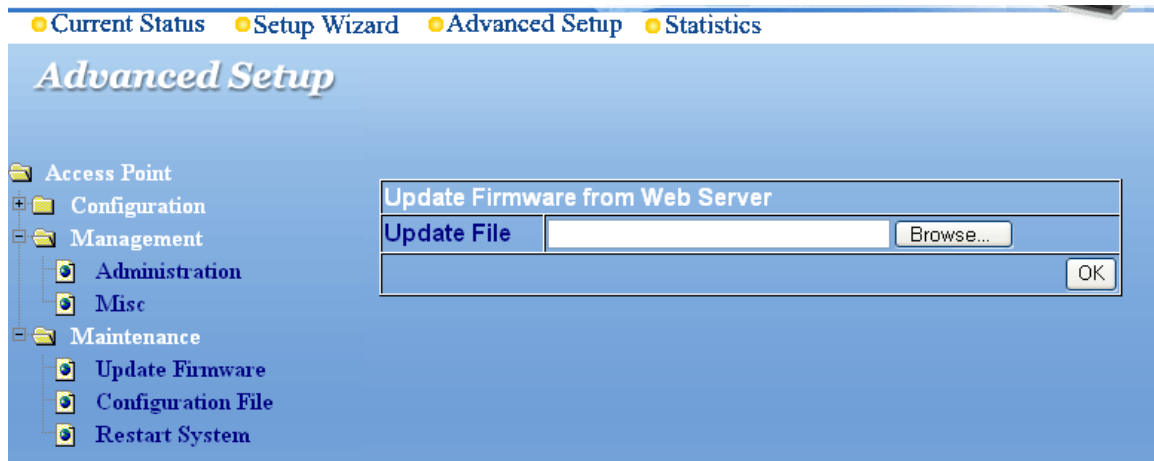 Current Status Setup Wizard Advanced Setup Statistics
Advanced Setup
Access Point
Configuration
Management
Administration
Misc
Maintenance
Update Firmware
Configuration File
Restart System
Update Firmware from Web Server
Update File Browse...
OK